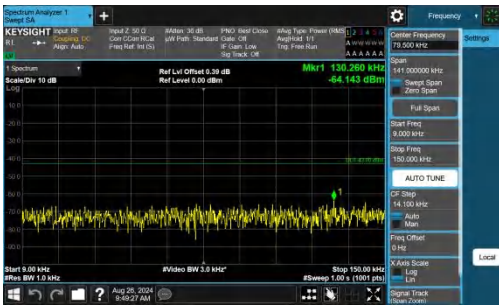 Spectrum Analyzer 1
Swept SA
+
Frequency
Settings
KEYSIGHT
Input: RF
Coupling: DC
Align: Auto
Input Z: 50 Ω
Corr CCorr RCal
Freq Ref: Int (S)
#Atten: 30 dB
µW Path: Standard
PNO: Best Close
Gate: Off
IF Gain: Low
Sig Track: Off
#Avg Type: Power (RMS)
Avg|Hold: 1/1
Trig: Free Run
1 Spectrum
Scale/Div 10 dB
Log
Ref Lvl Offset 0.39 dB
Ref Level 0.00 dBm
Mkr1 130.260 kHz
-64.143 dBm
1
Start 9.00 kHz
#Res BW 1.0 kHz
#Video BW 3.0 kHz*
Stop 150.00 kHz
#Sweep 1.00 s (1001 pts)
Center Frequency
79.500 kHz
Span
141.000000 kHz
Swept Span
Zero Span
Full Span
Start Freq
9.000 kHz
Stop Freq
150.000 kHz
AUTO TUNE
CF Step
14.100 kHz
Auto
Man
Freq Offset
0 Hz
X Axis Scale
Log
Lin
Signal Track
(Span Zoom)
Local
?
Aug 26, 2024
9:49:27 AM